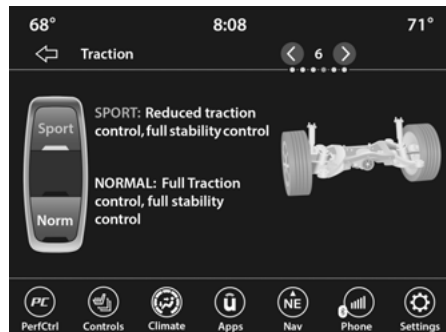 68°
8:08
71°
Traction
6
Sport
SPORT: Reduced traction
control, full stability control
NORMAL: Full Traction
control, full stability
control
Norm
PC
ū
NE
PerfCtrl
Controls
Climate
Apps
Nav
Phone
Settings